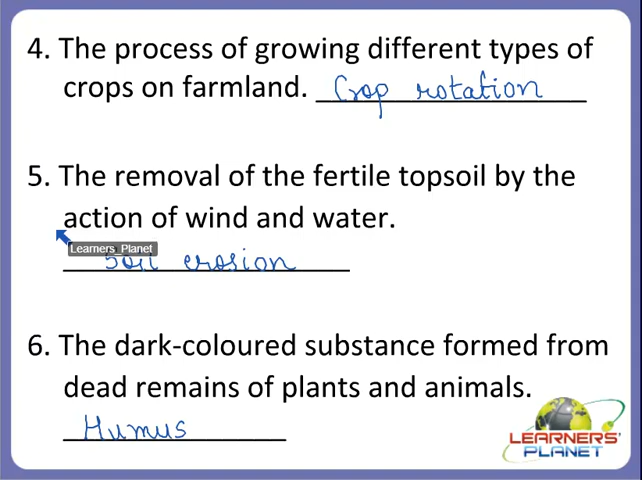 4. The process of growing different types of
crops on farmland. Crop rotation
5. The removal of the fertile topsoil by the
action of wind and water.
Learners_Planet
Soil erosion
6. The dark-coloured substance formed from
dead remains of plants and animals.
Humus
LEARNERS'
PLANET